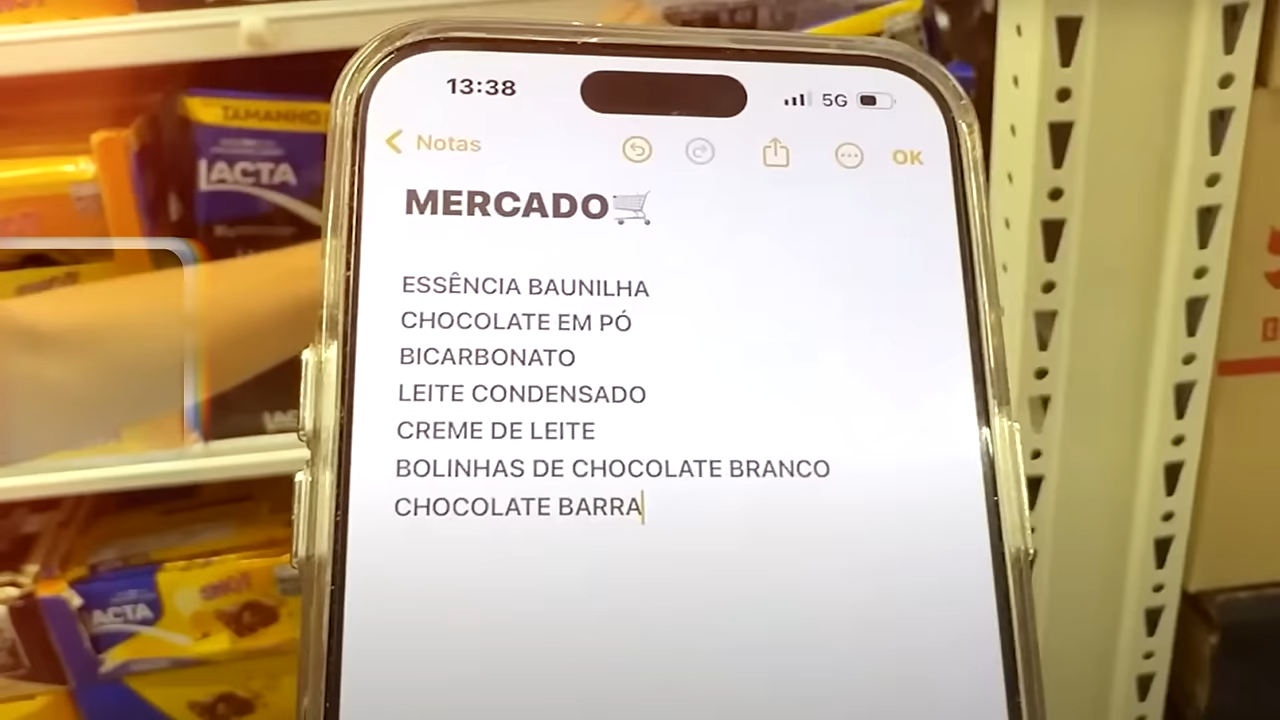 13:38
5G
Notas
OK
MERCADO🛒
ESSÊNCIA BAUNILHA
CHOCOLATE EM PÓ
BICARBONATO
LEITE CONDENSADO
CREME DE LEITE
BOLINHAS DE CHOCOLATE BRANCO
CHOCOLATE BARRA
TAMANHO
LACTA
LACTA